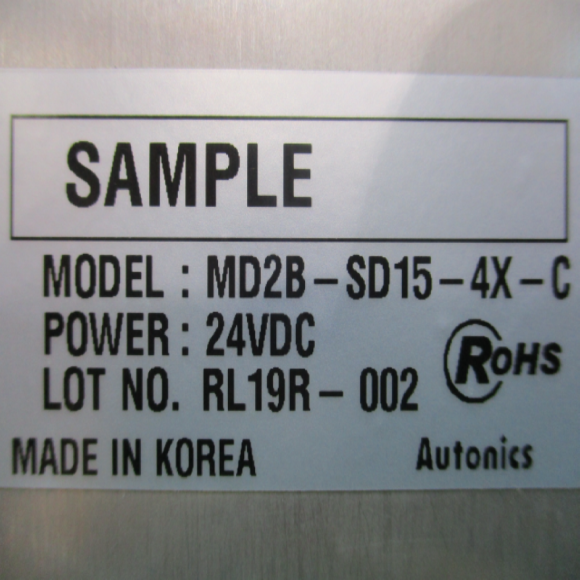 SAMPLE
MODEL : MD2B-SD15-4X-C
POWER : 24VDC
LOT NO. RL19R-002
RoHS
MADE IN KOREA
Autonics